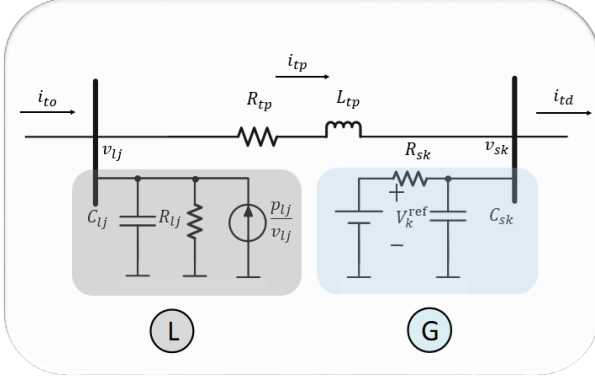 i_{tp}
i_{to}
R_{tp}
L_{tp}
i_{td}
v_{lj}
R_{sk}
v_{sk}
C_{lj}
R_{lj}
p_{lj}
v_{lj}
+
V_k^{ref}
−
C_{sk}
L
G